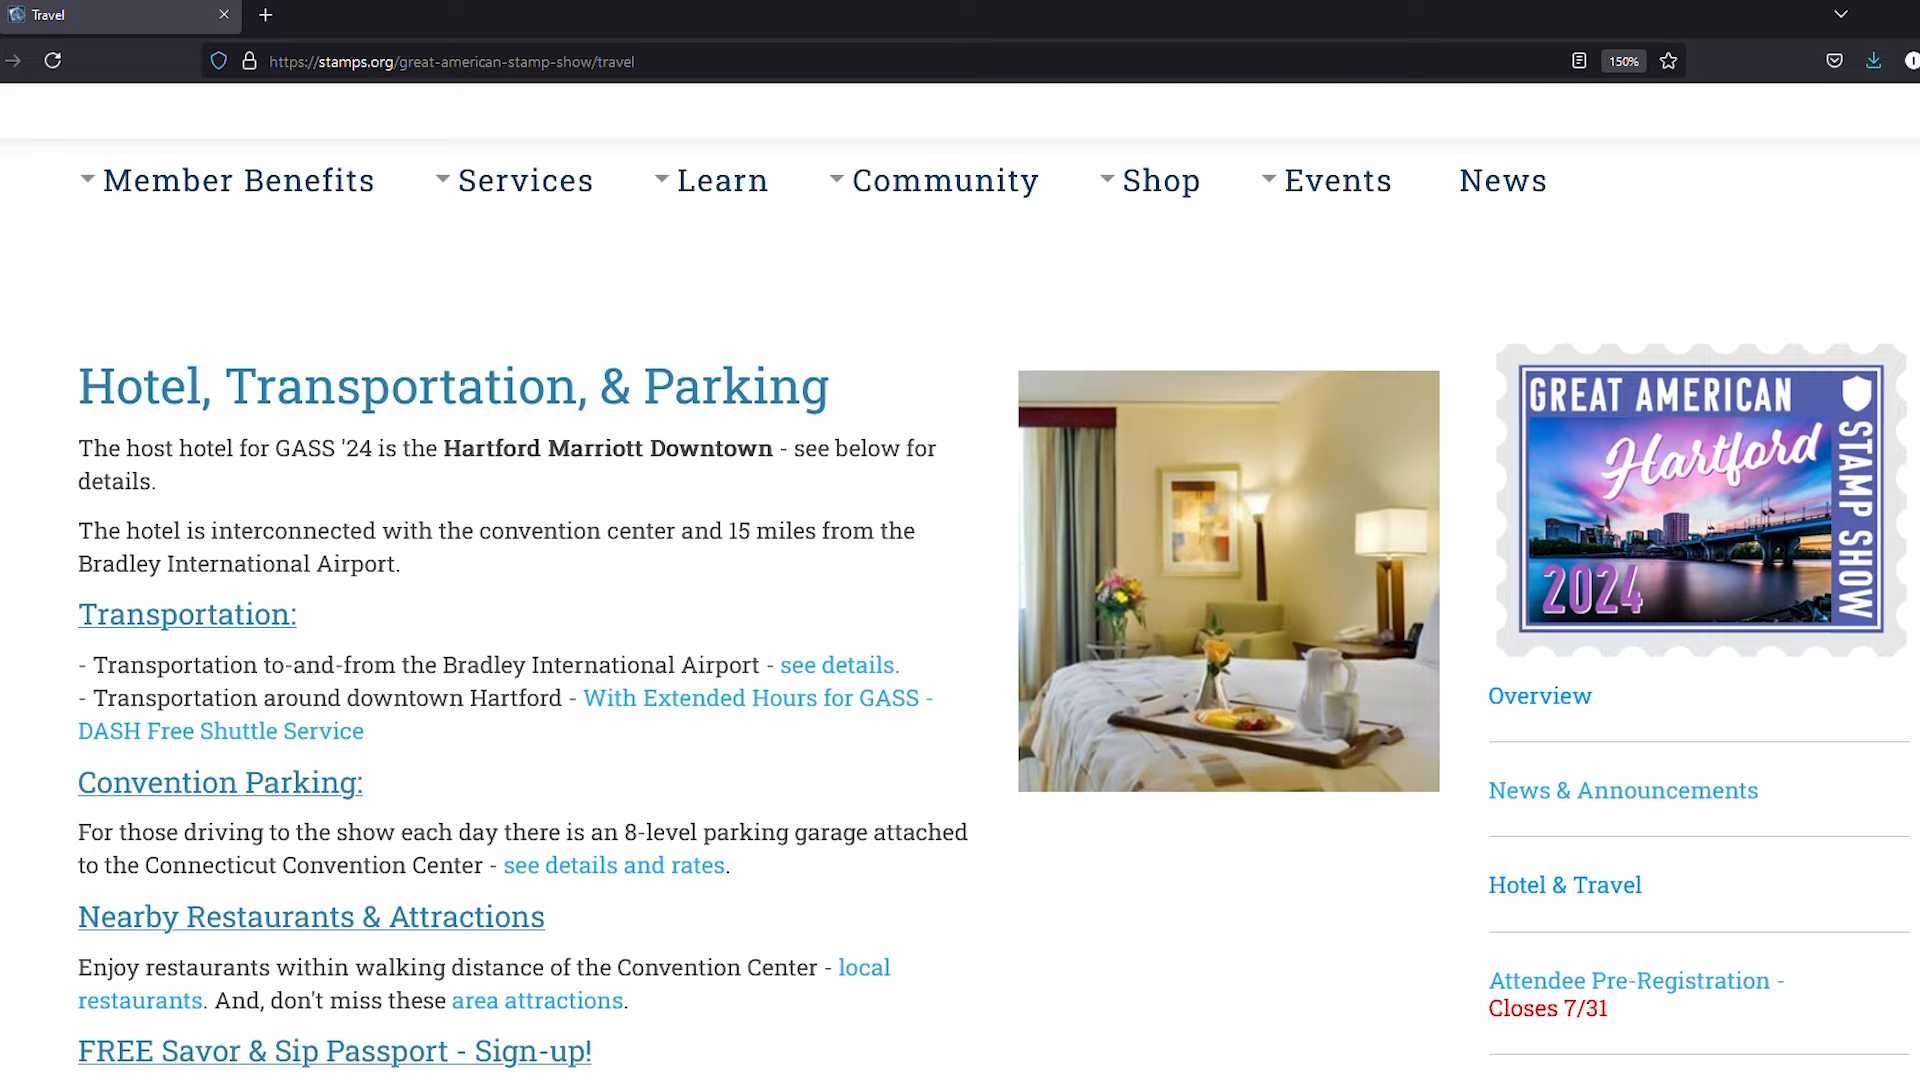 Travel
https://stamps.org/great-american-stamp-show/travel
150%
Member Benefits
Services
Learn
Community
Shop
Events
News
Hotel, Transportation, & Parking
The host hotel for GASS '24 is the Hartford Marriott Downtown - see below for
details.
The hotel is interconnected with the convention center and 15 miles from the
Bradley International Airport.
Transportation:
- Transportation to-and-from the Bradley International Airport - see details.
- Transportation around downtown Hartford - With Extended Hours for GASS -
DASH Free Shuttle Service
Convention Parking:
For those driving to the show each day there is an 8-level parking garage attached
to the Connecticut Convention Center - see details and rates.
Nearby Restaurants & Attractions
Enjoy restaurants within walking distance of the Convention Center - local
restaurants. And, don't miss these area attractions.
FREE Savor & Sip Passport - Sign-up!
GREAT AMERICAN
STAMP SHOW
Hartford
2024
Overview
News & Announcements
Hotel & Travel
Attendee Pre-Registration -
Closes 7/31